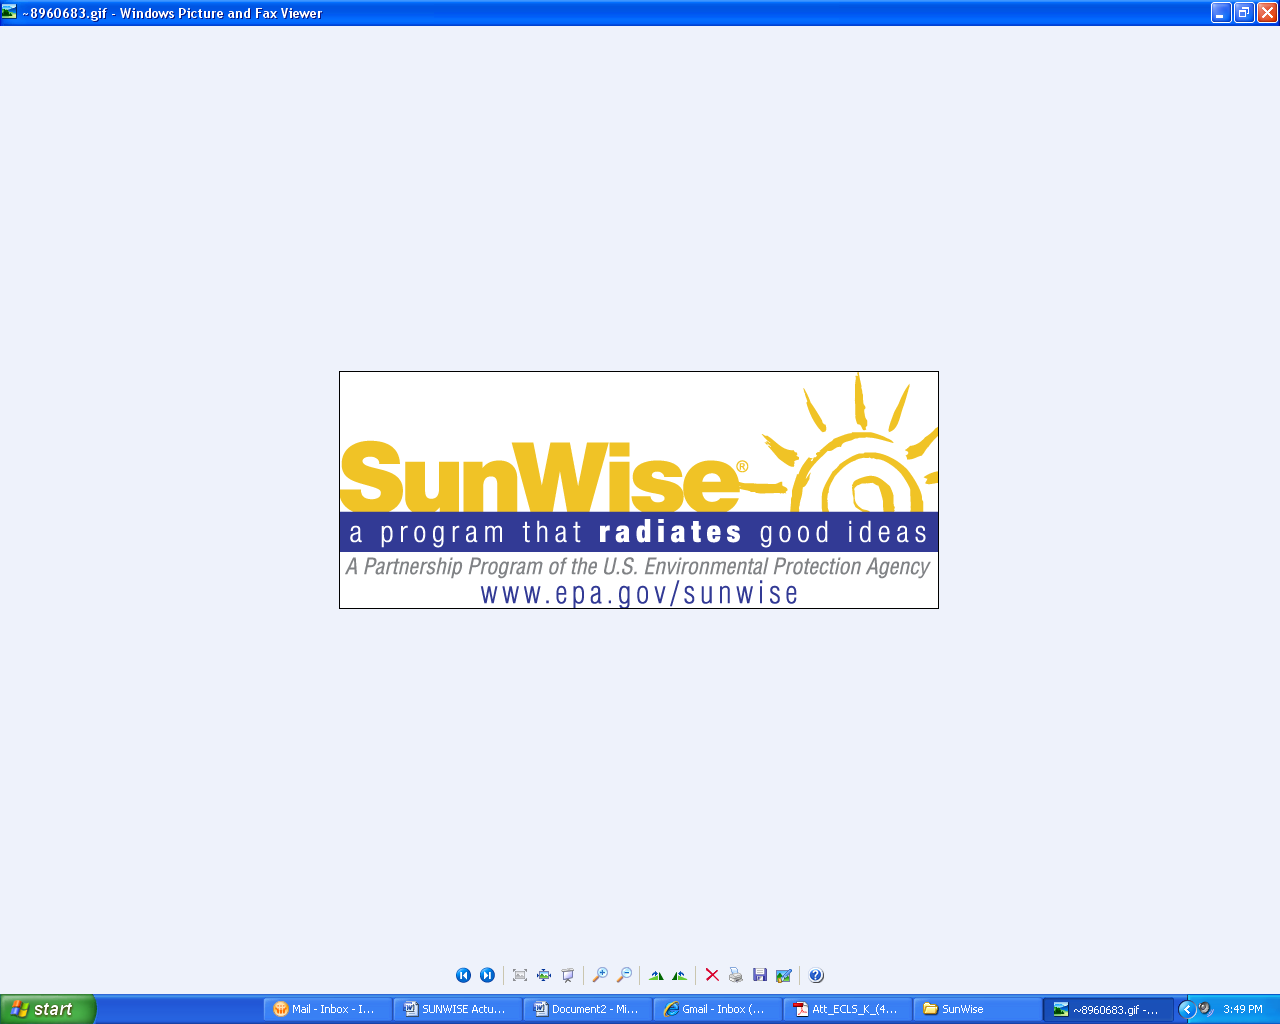 ~8960683.gif - Windows Picture and Fax Viewer
SunWise®
a program that radiates good ideas
A Partnership Program of the U.S. Environmental Protection Agency
www.epa.gov/sunwise
start
Mail - Inbox - I...
SUNWISE Actu...
Document2 - Mi...
Gmail - Inbox (...
Att_ECLS_K_(4...
SunWise
~8960683.gif -...
3:49 PM